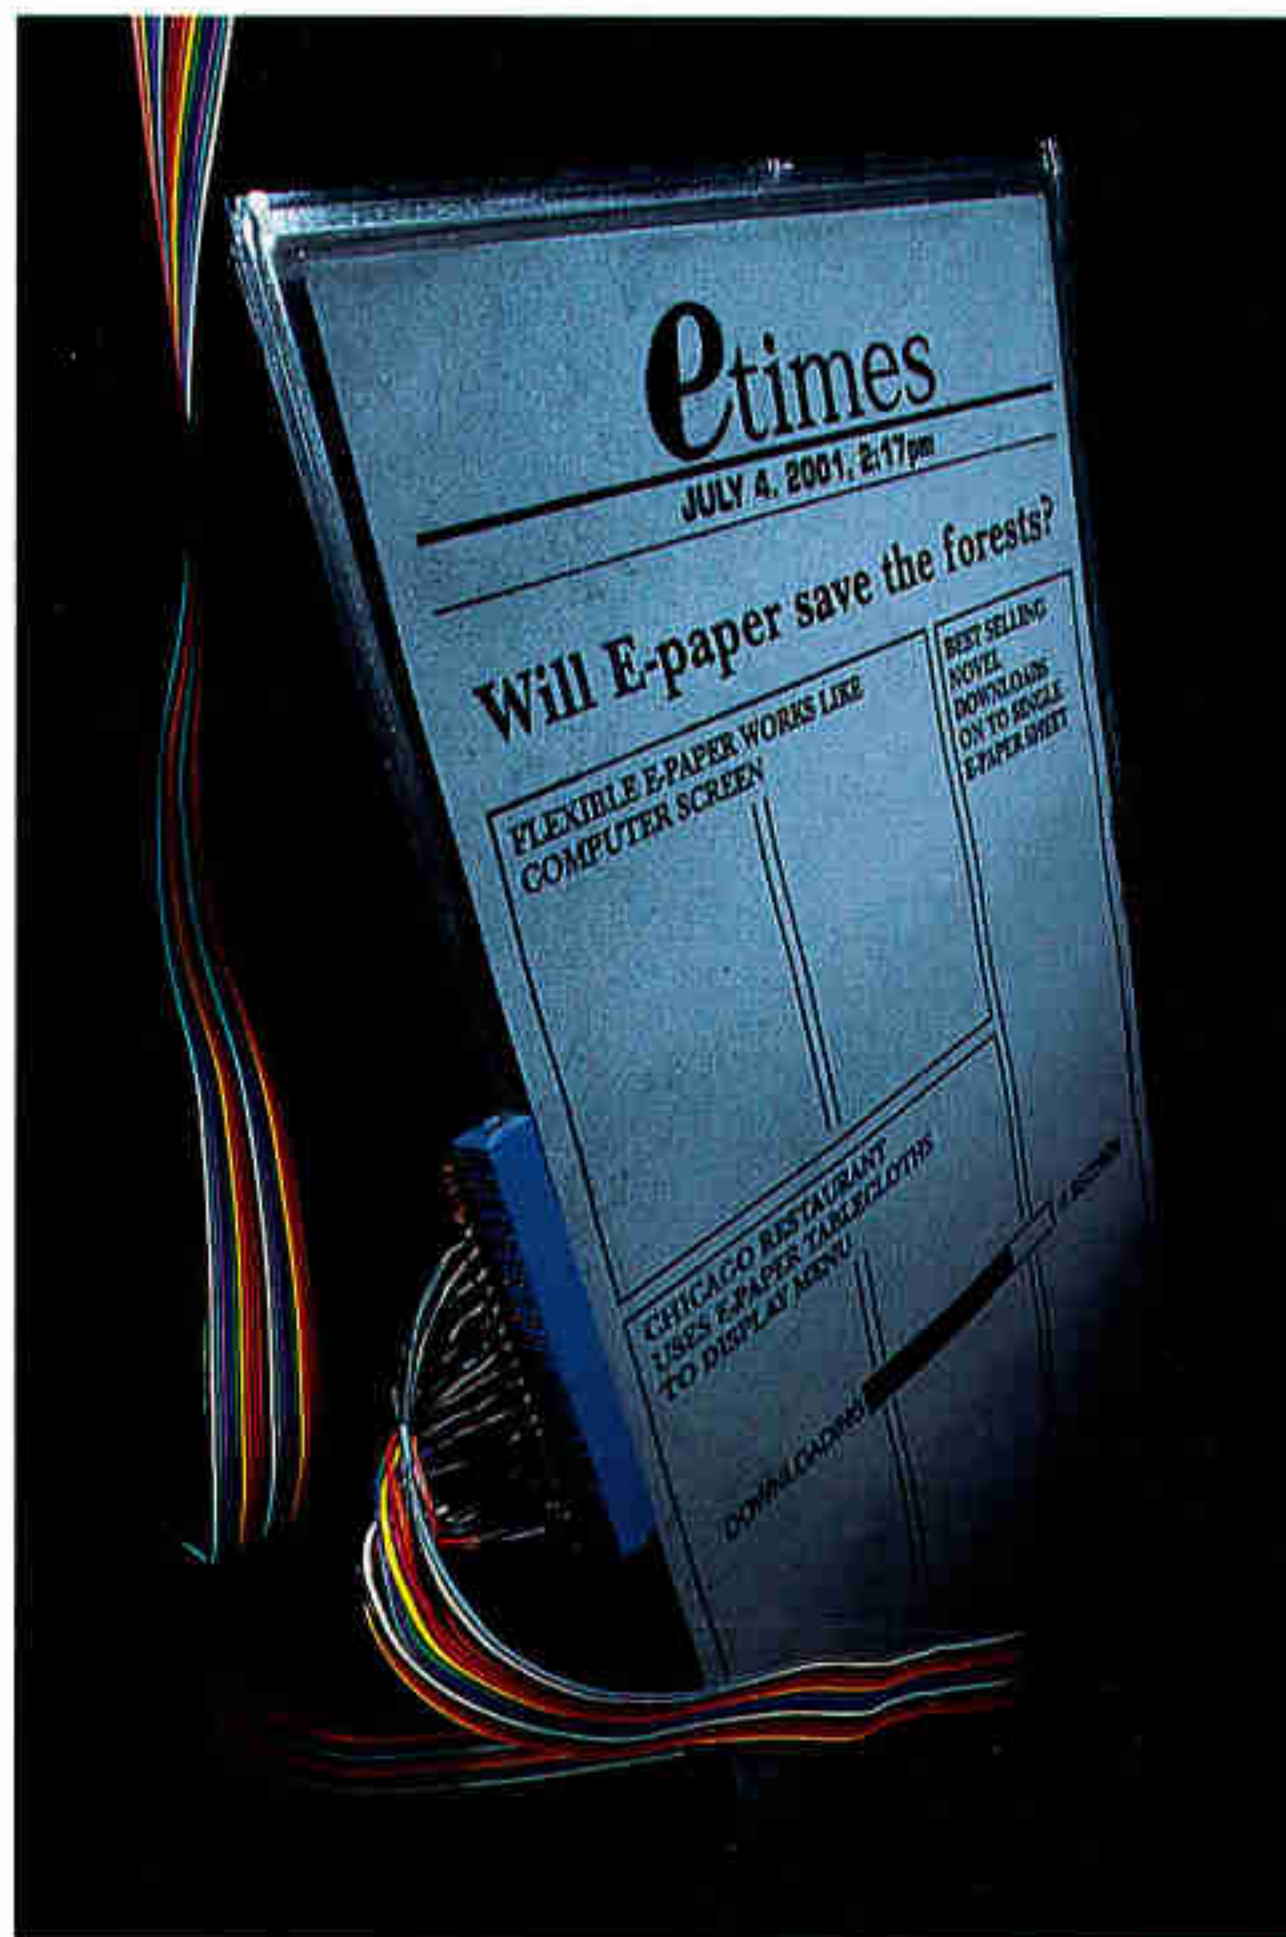 etimes
JULY 4, 2001, 2:17pm
Will E-paper save the forests?
FLEXIBLE E-PAPER WORKS LIKE
COMPUTER SCREEN
BEST SELLING
NOVEL
DOWNLOADS
ON TO SINGLE
E-PAPER SHEET
CHICAGO RESTAURANT
USES E-PAPER TABLECLOTHS
TO DISPLAY MENU
DOWNLOADING